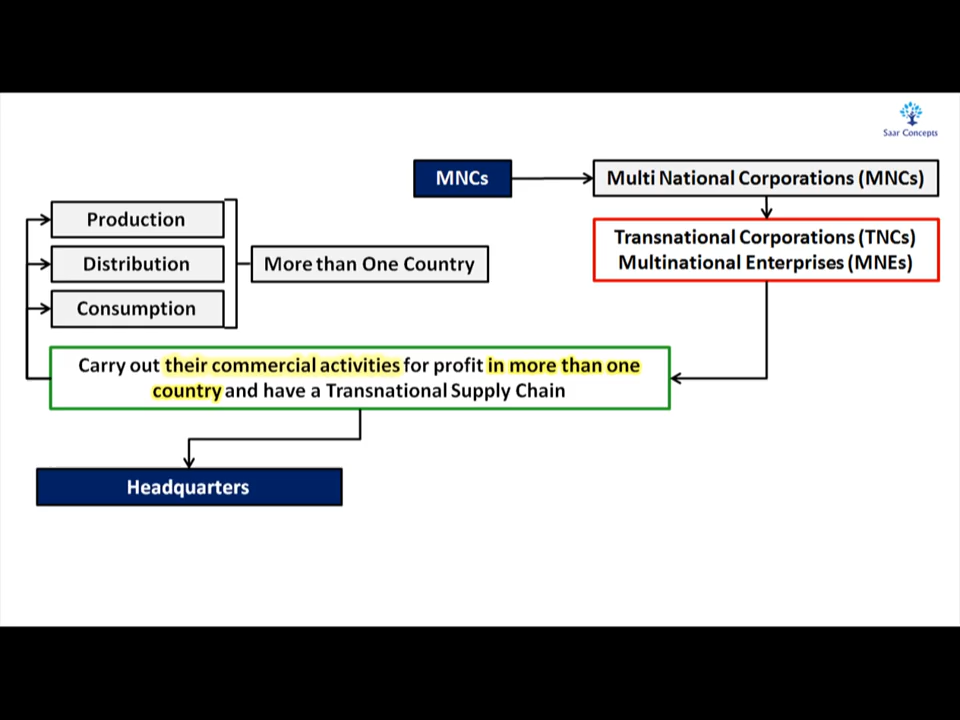 Saar Concepts
MNCs
Multi National Corporations (MNCs)
Transnational Corporations (TNCs)
Multinational Enterprises (MNEs)
Production
Distribution
Consumption
More than One Country
Carry out their commercial activities for profit in more than one
country and have a Transnational Supply Chain
Headquarters